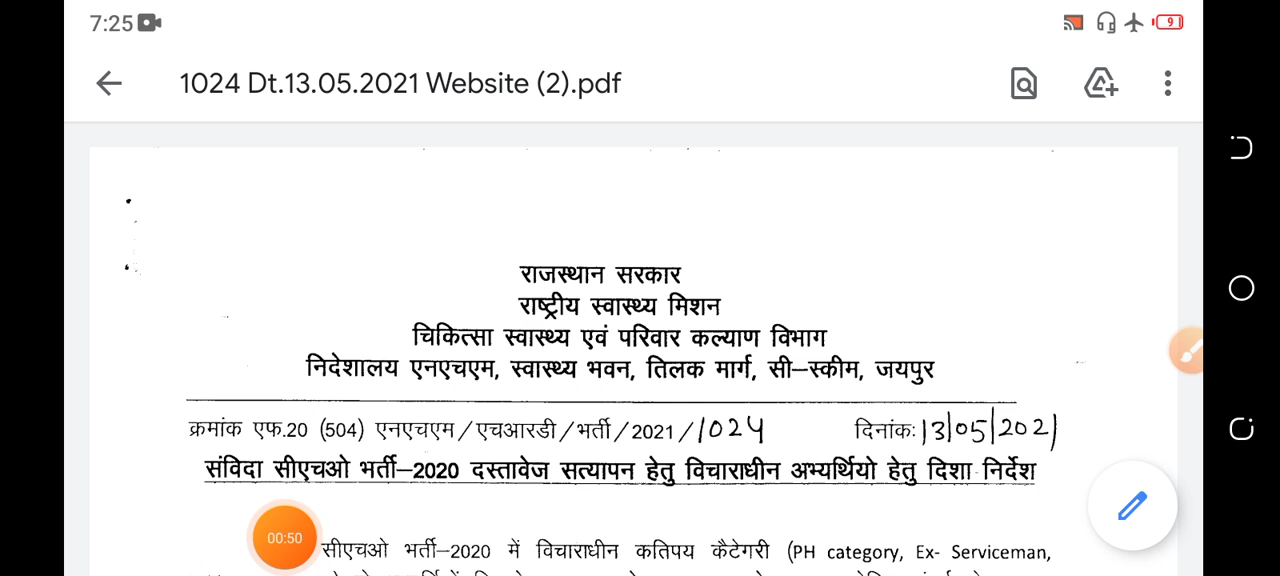 7:25
9
1024 Dt.13.05.2021 Website (2).pdf
राजस्थान सरकार
राष्ट्रीय स्वास्थ्य मिशन
चिकित्सा स्वास्थ्य एवं परिवार कल्याण विभाग
निदेशालय एनएचएम, स्वास्थ्य भवन, तिलक मार्ग, सी–स्कीम, जयपुर
क्रमांक एफ.20 (504) एनएचएम/एचआरडी/भर्ती/2021/1024 दिनांक: 13/05/2021
संविदा सीएचओ भर्ती–2020 दस्तावेज सत्यापन हेतु विचाराधीन अभ्यर्थियो हेतु दिशा निर्देश
00:50
सीएचओ भर्ती–2020 में विचाराधीन कतिपय कैटेगरी (PH category, Ex- Serviceman,